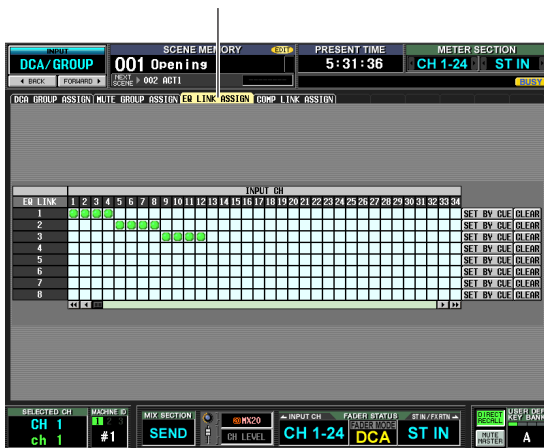 INPUT SCENE MEMORY EDIT PRESENT TIME METER SECTION
DCA/GROUP 001 Opening 5:31:36 CH 1-24 ST IN
BACK FORWARD NEXT SCENE 002 ACT1
BUSY
DCA GROUP ASSIGN MUTE GROUP ASSIGN EQ LINK ASSIGN COMP LINK ASSIGN
INPUT CH
EQ LINK 1 2 3 4 5 6 7 8 9 10 11 12 13 14 15 16 17 18 19 20 21 22 23 24 25 26 27 28 29 30 31 32 33 34
1 SET BY CUE CLEAR
2 SET BY CUE CLEAR
3 SET BY CUE CLEAR
4 SET BY CUE CLEAR
5 SET BY CUE CLEAR
6 SET BY CUE CLEAR
7 SET BY CUE CLEAR
8 SET BY CUE CLEAR
SELECTED CH MACHINE ID MIX SECTION MX20 INPUT CH FADER STATUS ST IN/FX RTN DIRECT RECALL USER DEF KEY BANK
CH 1 1 2 3 SEND CH LEVEL CH 1-24 FADER MODE DCA ST IN MUTE MASTER A
ch 1 #1